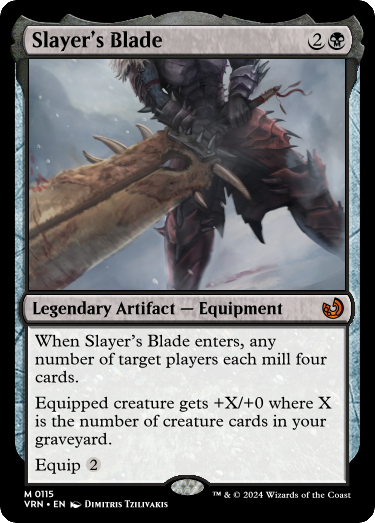 Slayer's Blade 2
Legendary Artifact — Equipment
When Slayer's Blade enters, any
number of target players each mill four
cards.
Equipped creature gets +X/+0 where X
is the number of creature cards in your
graveyard.
Equip 2
M 0115
VRN • EN DIMITRIS TZILIVAKIS
™ & © 2024 Wizards of the Coast